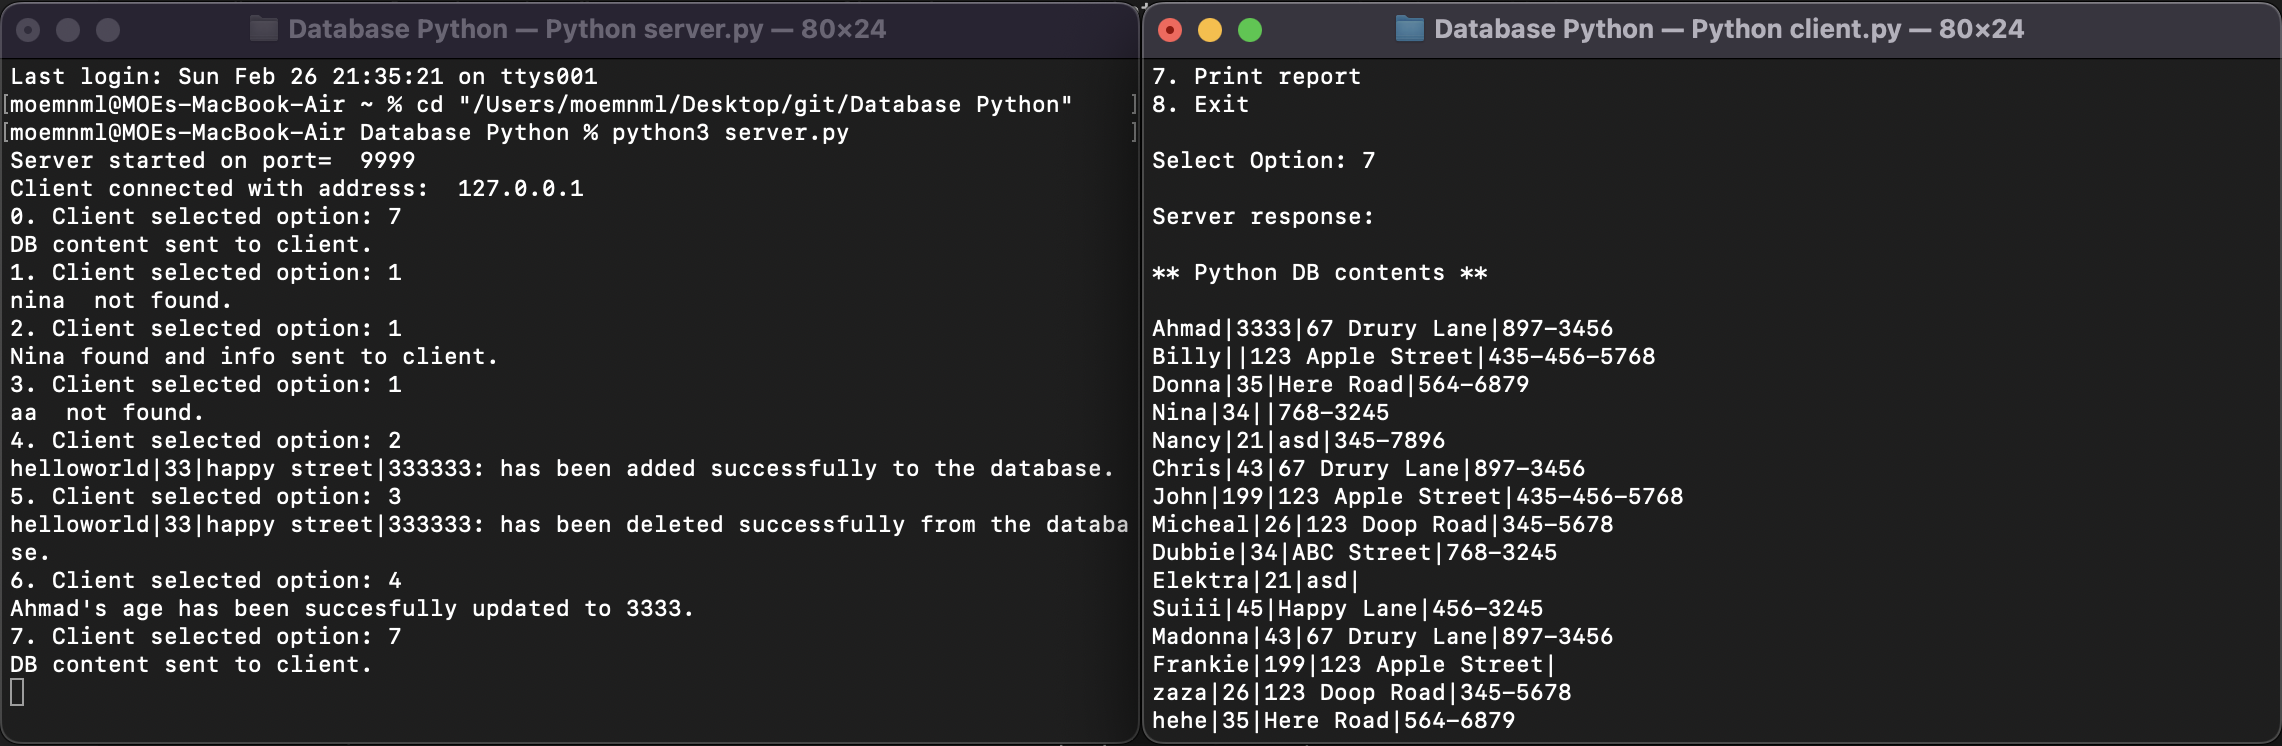 Database Python — Python server.py — 80×24
Last login: Sun Feb 26 21:35:21 on ttys001
[moemnml@MOEs-MacBook-Air ~ % cd "/Users/moemnml/Desktop/git/Database Python" ]
[moemnml@MOEs-MacBook-Air Database Python % python3 server.py ]
Server started on port=  9999
Client connected with address:  127.0.0.1
0. Client selected option: 7
DB content sent to client.
1. Client selected option: 1
nina  not found.
2. Client selected option: 1
Nina found and info sent to client.
3. Client selected option: 1
aa  not found.
4. Client selected option: 2
helloworld|33|happy street|333333: has been added successfully to the database.
5. Client selected option: 3
helloworld|33|happy street|333333: has been deleted successfully from the databa
se.
6. Client selected option: 4
Ahmad's age has been succesfully updated to 3333.
7. Client selected option: 7
DB content sent to client.
Database Python — Python client.py — 80×24
7. Print report
8. Exit
Select Option: 7
Server response:
** Python DB contents **
Ahmad|3333|67 Drury Lane|897-3456
Billy||123 Apple Street|435-456-5768
Donna|35|Here Road|564-6879
Nina|34||768-3245
Nancy|21|asd|345-7896
Chris|43|67 Drury Lane|897-3456
John|199|123 Apple Street|435-456-5768
Micheal|26|123 Doop Road|345-5678
Dubbie|34|ABC Street|768-3245
Elektra|21|asd|
Suiii|45|Happy Lane|456-3245
Madonna|43|67 Drury Lane|897-3456
Frankie|199|123 Apple Street|
zaza|26|123 Doop Road|345-5678
hehe|35|Here Road|564-6879